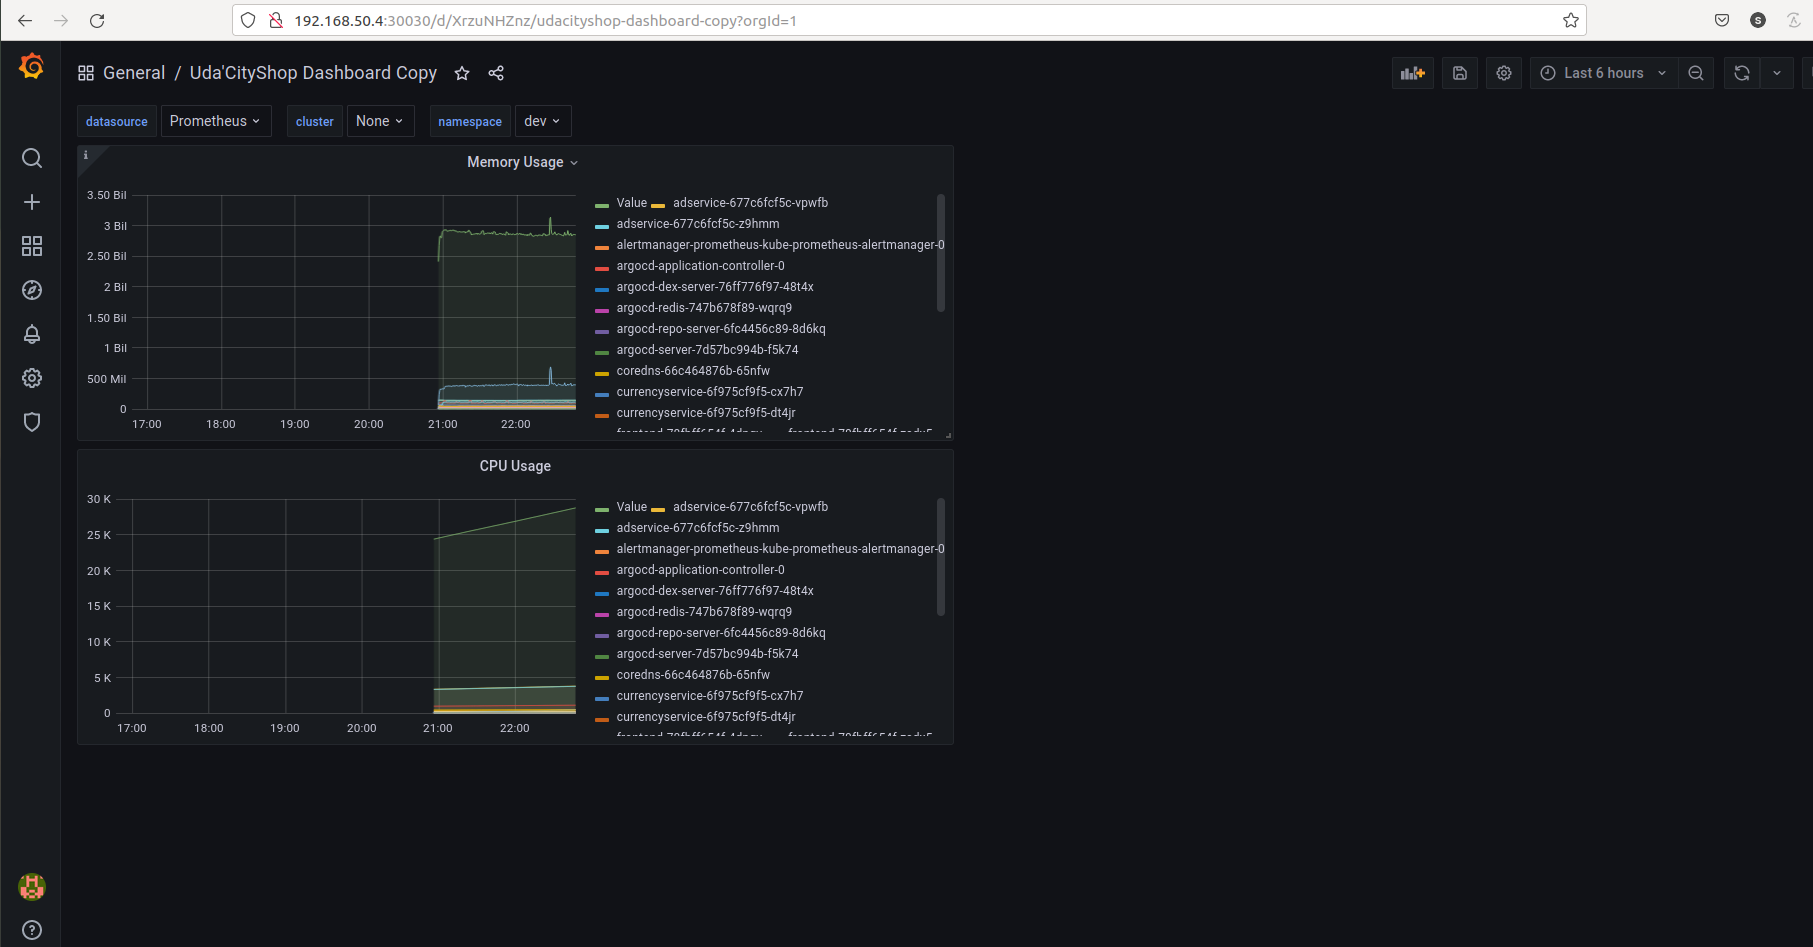 192.168.50.4:30030/d/XrzuNHZnz/udacityshop-dashboard-copy?orgId=1
S
General / Uda'CityShop Dashboard Copy
Last 6 hours
datasource Prometheus cluster None namespace dev
i
Memory Usage
3.50 Bil
3 Bil
2.50 Bil
2 Bil
1.50 Bil
1 Bil
500 Mil
0
17:00 18:00 19:00 20:00 21:00 22:00
Value adservice-677c6fcf5c-vpwfb
adservice-677c6fcf5c-z9hmm
alertmanager-prometheus-kube-prometheus-alertmanager-0
argocd-application-controller-0
argocd-dex-server-76ff776f97-48t4x
argocd-redis-747b678f89-wqrq9
argocd-repo-server-6fc4456c89-8d6kq
argocd-server-7d57bc994b-f5k74
coredns-66c464876b-65nfw
currencyservice-6f975cf9f5-cx7h7
currencyservice-6f975cf9f5-dt4jr
CPU Usage
30 K
25 K
20 K
15 K
10 K
5 K
0
17:00 18:00 19:00 20:00 21:00 22:00
Value adservice-677c6fcf5c-vpwfb
adservice-677c6fcf5c-z9hmm
alertmanager-prometheus-kube-prometheus-alertmanager-0
argocd-application-controller-0
argocd-dex-server-76ff776f97-48t4x
argocd-redis-747b678f89-wqrq9
argocd-repo-server-6fc4456c89-8d6kq
argocd-server-7d57bc994b-f5k74
coredns-66c464876b-65nfw
currencyservice-6f975cf9f5-cx7h7
currencyservice-6f975cf9f5-dt4jr